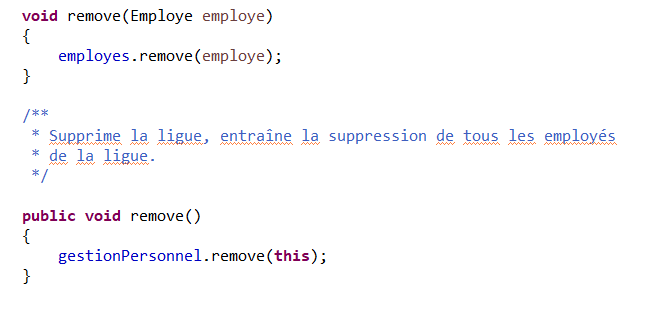 void remove(Employe employe)
{
    employes.remove(employe);
}

/**
 * Supprime la ligue, entraîne la suppression de tous les employés
 * de la ligue.
 */

public void remove()
{
    gestionPersonnel.remove(this);
}